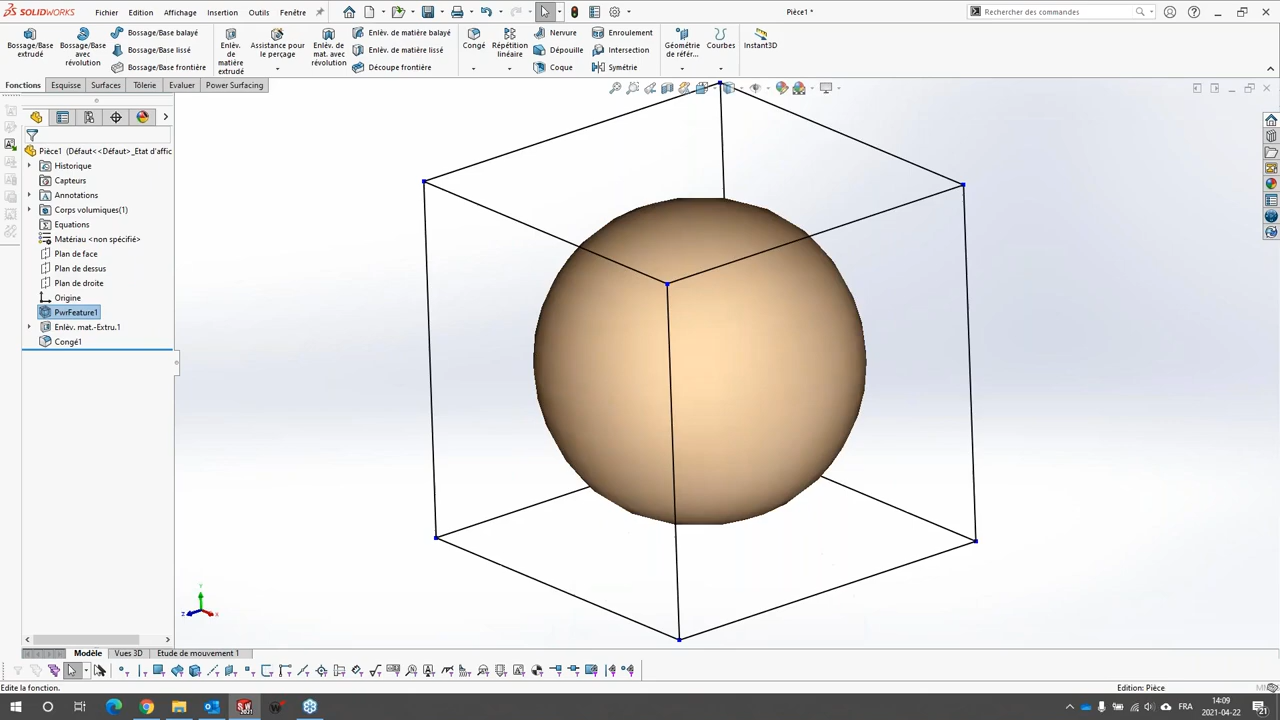 SOLIDWORKS Fichier Edition Affichage Insertion Outils Fenêtre Pièce1 * Rechercher des commandes
Bossage/Base extrudé
Bossage/Base avec révolution
Bossage/Base balayé
Bossage/Base lissé
Bossage/Base frontière
Enlèv. de matière extrudé
Assistance pour le perçage
Enlèv. de mat. avec révolution
Enlèv. de matière balayé
Enlèv. de matière lissé
Découpe frontière
Congé
Répétition linéaire
Nervure
Dépouille
Coque
Enroulement
Intersection
Symétrie
Géométrie de référ...
Courbes
Instant3D
Fonctions Esquisse Surfaces Tôlerie Evaluer Power Surfacing
Pièce1 (Défaut<<Défaut>_Etat d'affic
Historique
Capteurs
Annotations
Corps volumiques(1)
Equations
Matériau <non spécifié>
Plan de face
Plan de dessus
Plan de droite
Origine
PwrFeature1
Enlèv. mat.-Extru.1
Congé1
Y
Z
X
Modèle Vues 3D Etude de mouvement 1
Edite la fonction. Edition: Pièce
FRA
14:09
2021-04-22